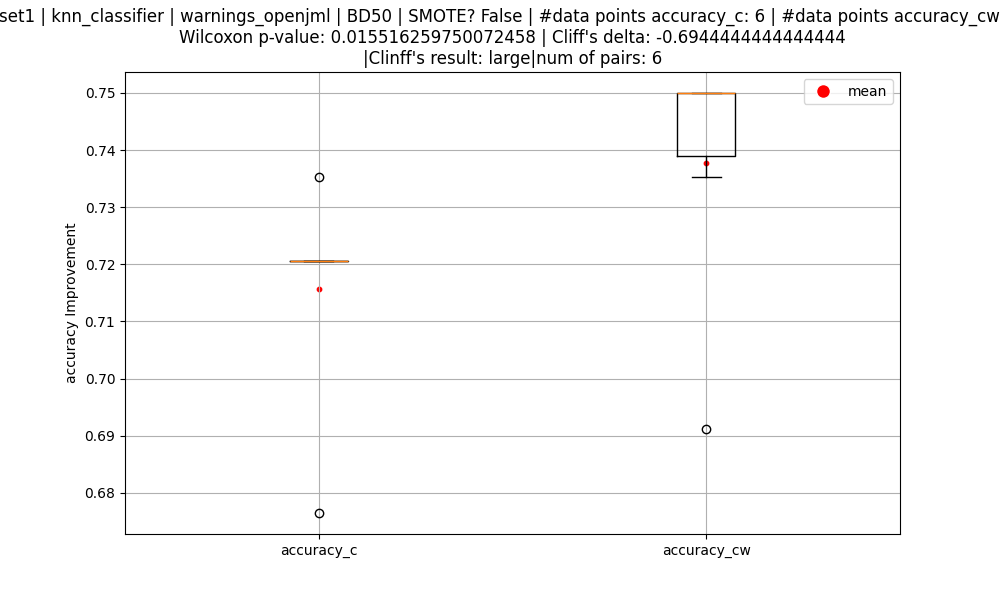 set1 | knn_classifier | warnings_openjml | BD50 | SMOTE? False | #data points accuracy_c: 6 | #data points accuracy_cw
Wilcoxon p-value: 0.015516259750072458 | Cliff's delta: -0.6944444444444444
|Clinff's result: large|num of pairs: 6
mean
0.75
0.74
0.73
0.72
0.71
0.70
0.69
0.68
accuracy Improvement
accuracy_c
accuracy_cw